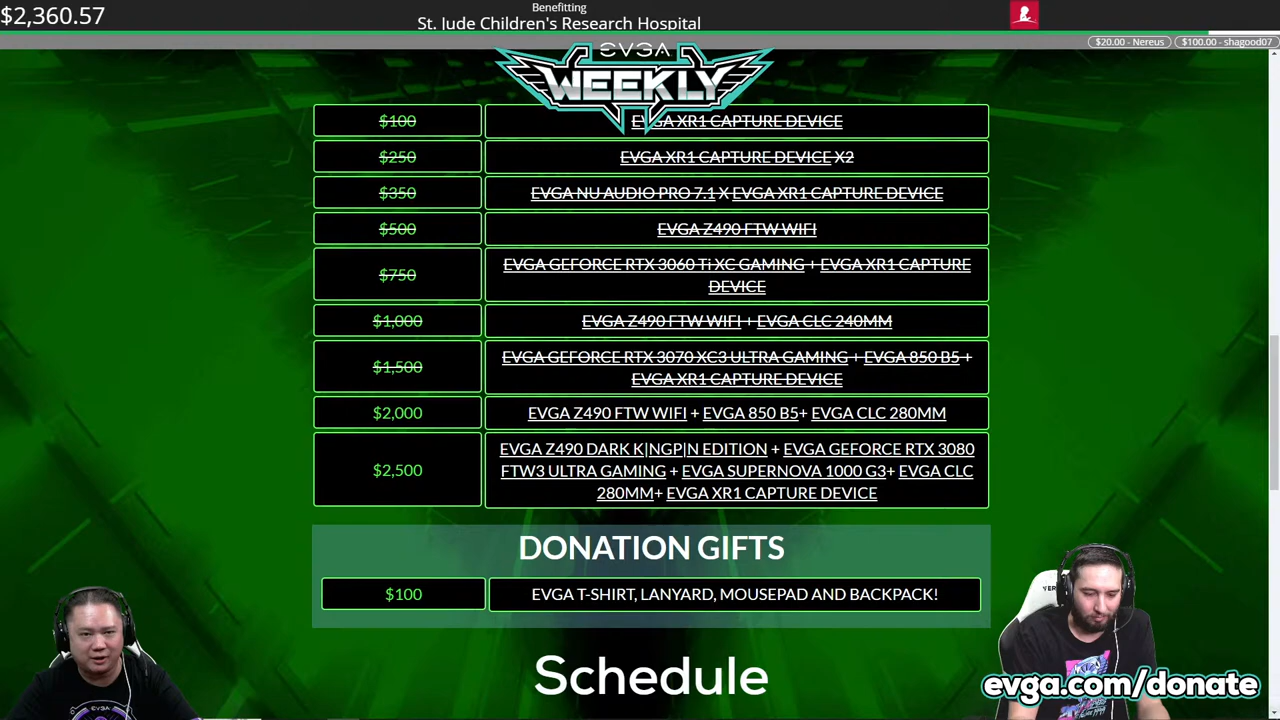 $2,360.57
Benefitting
St. Jude Children's Research Hospital
$20.00 - Nereus
$100.00 - shagood07
EVGA
WEEKLY
$100
EVGA XR1 CAPTURE DEVICE
$250
EVGA XR1 CAPTURE DEVICE X2
$350
EVGA NU AUDIO PRO 7.1 X EVGA XR1 CAPTURE DEVICE
$500
EVGA Z490 FTW WIFI
$750
EVGA GEFORCE RTX 3060 Ti XC GAMING + EVGA XR1 CAPTURE
DEVICE
$1,000
EVGA Z490 FTW WIFI + EVGA CLC 240MM
$1,500
EVGA GEFORCE RTX 3070 XC3 ULTRA GAMING + EVGA 850 B5 +
EVGA XR1 CAPTURE DEVICE
$2,000
EVGA Z490 FTW WIFI + EVGA 850 B5+ EVGA CLC 280MM
$2,500
EVGA Z490 DARK K|NGP|N EDITION + EVGA GEFORCE RTX 3080
FTW3 ULTRA GAMING + EVGA SUPERNOVA 1000 G3+ EVGA CLC
280MM+ EVGA XR1 CAPTURE DEVICE
DONATION GIFTS
$100
EVGA T-SHIRT, LANYARD, MOUSEPAD AND BACKPACK!
Schedule
evga.com/donate